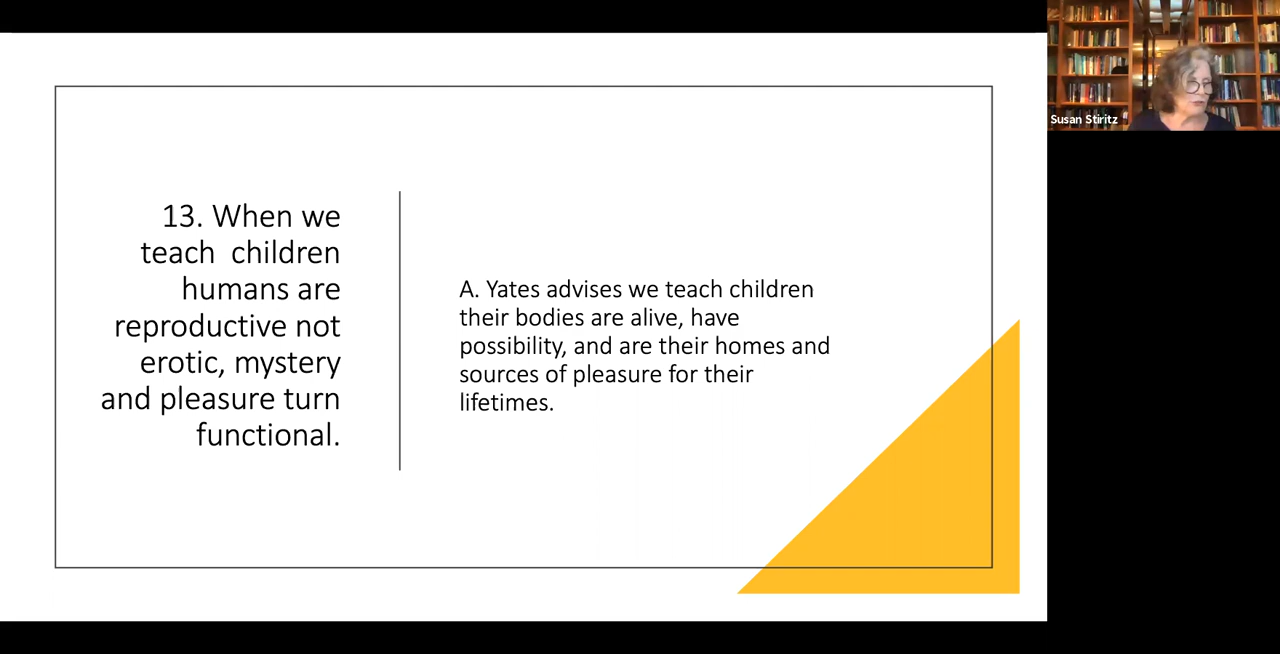 13. When we
teach  children
humans are
reproductive not
erotic, mystery
and pleasure turn
functional.
A. Yates advises we teach children
their bodies are alive, have
possibility, and are their homes and
sources of pleasure for their
lifetimes.
Susan Stiritz